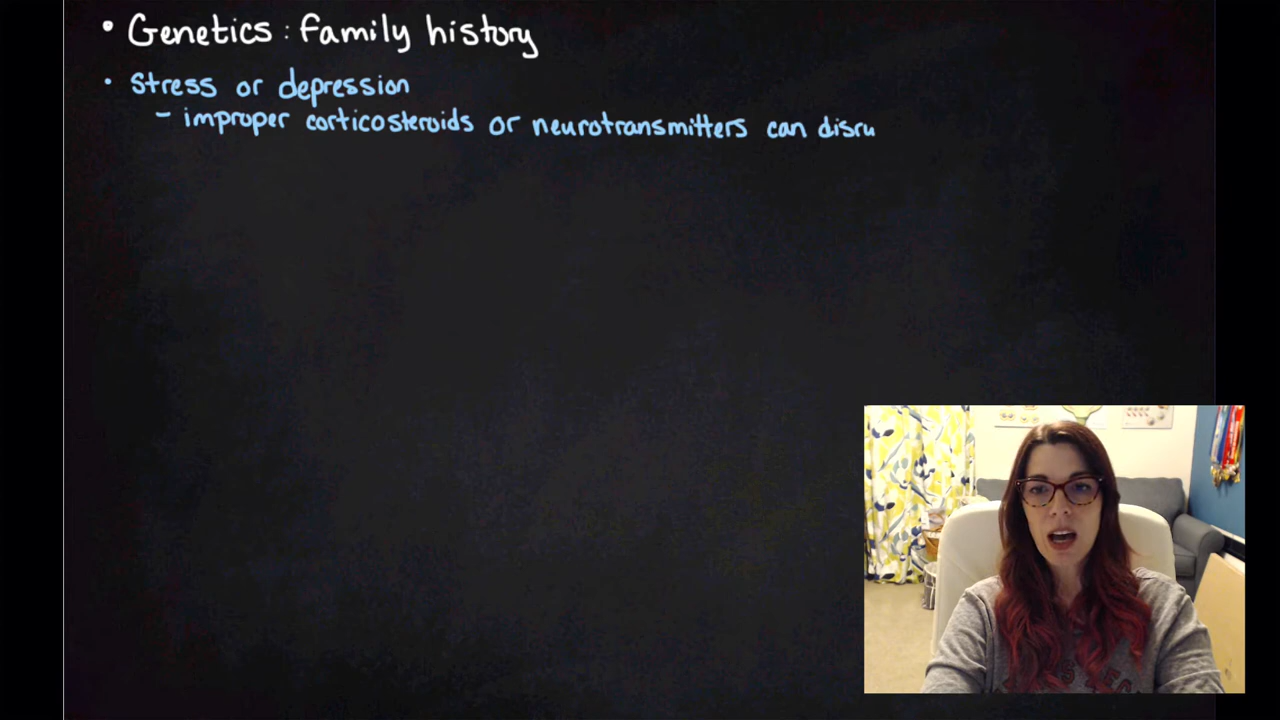 • Genetics : family history
• Stress or depression
- improper corticosteroids or neurotransmitters can disru